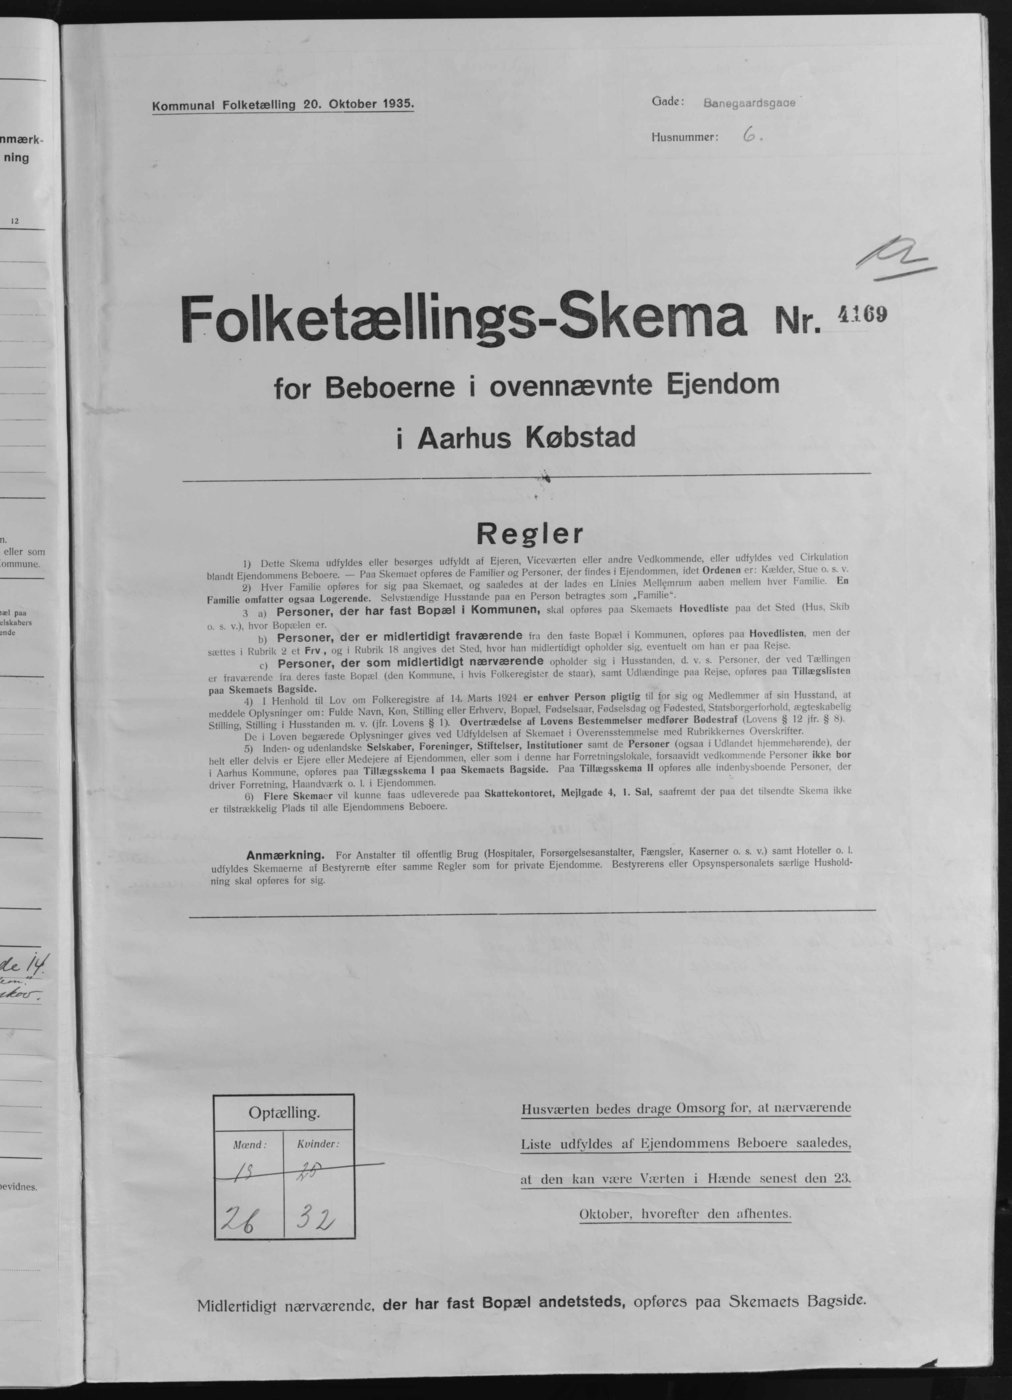 nmærk-
ning
12
n.
eller som
ommune.
pæl paa
elskabers
ende
de 14.
skov.
bevidnes.
Kommunal Folketælling 20. Oktober 1935.
Gade: Banegaardsgade
Husnummer: 6.
Folketællings-Skema Nr. 4169
for Beboerne i ovennævnte Ejendom
i Aarhus Købstad
Regler
1) Dette Skema udfyldes eller besørges udfyldt af Ejeren, Viceværten eller andre Vedkommende, eller udfyldes ved Cirkulation
blandt Ejendommens Beboere. — Paa Skemaet opføres de Familier og Personer, der findes i Ejendommen, idet Ordenen er: Kælder, Stue o. s. v.
2) Hver Familie opføres for sig paa Skemaet, og saaledes at der lades en Linies Mellemrum aaben mellem hver Familie. En
Familie omfatter ogsaa Logerende. Selvstændige Husstande paa en Person betragtes som „Familie“.
3 a) Personer, der har fast Bopæl i Kommunen, skal opføres paa Skemaets Hovedliste paa det Sted (Hus, Skib
o. s. v.), hvor Bopælen er.
b) Personer, der er midlertidigt fraværende fra den faste Bopæl i Kommunen, opføres paa Hovedlisten, men der
sættes i Rubrik 2 et Frv., og i Rubrik 18 angives det Sted, hvor han midlertidigt opholder sig, eventuelt om han er paa Rejse.
c) Personer, der som midlertidigt nærværende opholder sig i Husstanden, d. v. s. Personer, der ved Tællingen
er fraværende fra deres faste Bopæl (den Kommune, i hvis Folkeregister de staar), samt Udlændinge paa Rejse, opføres paa Tillægslisten
paa Skemaets Bagside.
4) I Henhold til Lov om Folkeregistre af 14. Marts 1924 er enhver Person pligtig til for sig og Medlemmer af sin Husstand, at
meddele Oplysninger om: Fulde Navn, Køn, Stilling eller Erhverv, Bopæl, Fødselsaar, Fødselsdag og Fødested, Statsborgerforhold, ægteskabelig
Stilling, Stilling i Husstanden m. v. (jfr. Lovens § 1). Overtrædelse af Lovens Bestemmelser medfører Bødestraf (Lovens § 12 jfr. § 8).
De i Loven begærede Oplysninger gives ved Udfyldelsen af Skemaet i Overensstemmelse med Rubrikkernes Overskrifter.
5) Inden- og udenlandske Selskaber, Foreninger, Stiftelser, Institutioner samt de Personer (ogsaa i Udlandet hjemmehørende), der
helt eller delvis er Ejere eller Medejere af Ejendommen, eller som i denne har Forretningslokale, forsaavidt vedkommende Personer ikke bor
i Aarhus Kommune, opføres paa Tillægsskema I paa Skemaets Bagside. Paa Tillægsskema II opføres alle indenbysboende Personer, der
driver Forretning, Haandværk o. l. i Ejendommen.
6) Flere Skemaer vil kunne faas udleverede paa Skattekontoret, Mejlgade 4, 1. Sal, saafremt der paa det tilsendte Skema ikke
er tilstrækkelig Plads til alle Ejendommens Beboere.
Anmærkning. For Anstalter til offentlig Brug (Hospitaler, Forsørgelsesanstalter, Fængsler, Kaserner o. s. v.) samt Hoteller o. l.
udfyldes Skemaerne af Bestyrerne efter samme Regler som for private Ejendomme. Bestyrerens eller Opsynspersonalets særlige Hushold-
ning skal opføres for sig.
Optælling.
Mænd: Kvinder:
19 20
26 32
Husværten bedes drage Omsorg for, at nærværende
Liste udfyldes af Ejendommens Beboere saaledes,
at den kan være Værten i Hænde senest den 23.
Oktober, hvorefter den afhentes.
Midlertidigt nærværende, der har fast Bopæl andetsteds, opføres paa Skemaets Bagside.